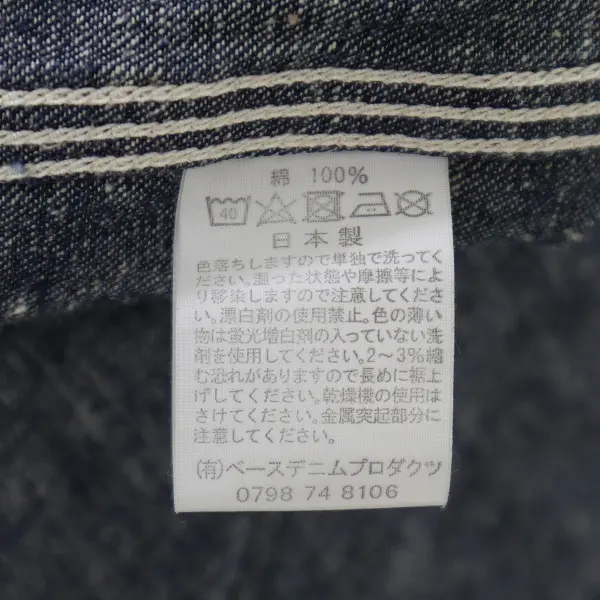 綿 100%
40
日本製
色落ちしますので単独で洗ってく
ださい。湿った状態や摩擦等によ
り移染しますので注意してくださ
い。漂白剤の使用禁止。色の薄い
物は蛍光増白剤の入っていない洗
剤を使用してください。2〜3%縮
む恐れがありますので長めに裾上
げしてください。乾燥機の使用は
さけてください。金属突起部分に
注意してください。
(有)ベースデニムプロダクツ
0798 74 8106